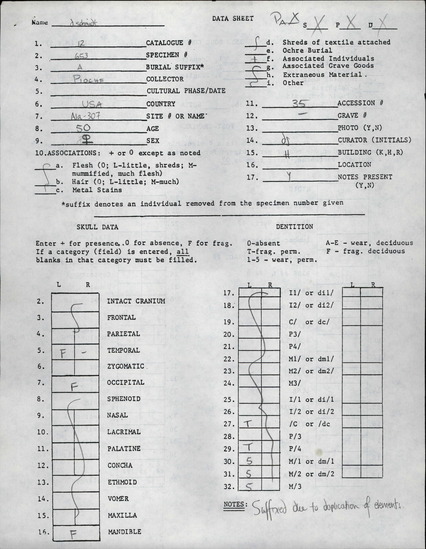 Name
DATA SHEET
1. 12 CATALOGUE #
2. 653 SPECIMEN #
3. A BURIAL SUFFIX*
4. COLLECTOR
5. CULTURAL PHASE/DATE
6. USA COUNTRY
7. Ala-307 SITE # OR NAME
8. 50 AGE
9. SEX
10. ASSOCIATIONS: + or 0 except as noted
a. Flesh (0; L-little, shreds; M-
mummified, much flesh)
b. Hair (0; L-little; M-much)
c. Metal Stains
d. Shreds of textile attached
e. Ochre Burial
+ f. Associated Individuals
g. Associated Grave Goods
h. Extraneous Material
i. Other
11. 35 ACCESSION #
12. - GRAVE #
13. PHOTO (Y,N)
14. CURATOR (INITIALS)
15. H BUILDING (K,H,R)
16. LOCATION
17. Y NOTES PRESENT
(Y,N)
*suffix denotes an individual removed from the specimen number given
SKULL DATA
Enter + for presence, 0 for absence, F for frag.
If a category (field) is entered, all
blanks in that category must be filled.
L R
2. INTACT CRANIUM
3. FRONTAL
4. PARIETAL
5. F - TEMPORAL
6. ZYGOMATIC
7. F OCCIPITAL
8. SPHENOID
9. NASAL
10. LACRIMAL
11. PALATINE
12. CONCHA
13. ETHMOID
14. VOMER
15. MAXILLA
16. F MANDIBLE
DENTITION
0-absent A-E - wear, deciduous
T-frag, perm. F - frag. deciduous
1-5 - wear, perm.
L R L R
17. I1/ or di1/
18. I2/ or di2/
19. C/ or dc/
20. P3/
21. P4/
22. M1/ or dm1/
23. M2/ or dm2/
24. M3/
25. I/1 or di/1
26. I/2 or di/2
27. T /C or /dc
28. P/3
29. T P/4
30. 5 M/1 or dm/1
31. 5 M/2 or dm/2
32. 5 M/3
NOTES: Suffixed due to duplication of elements.